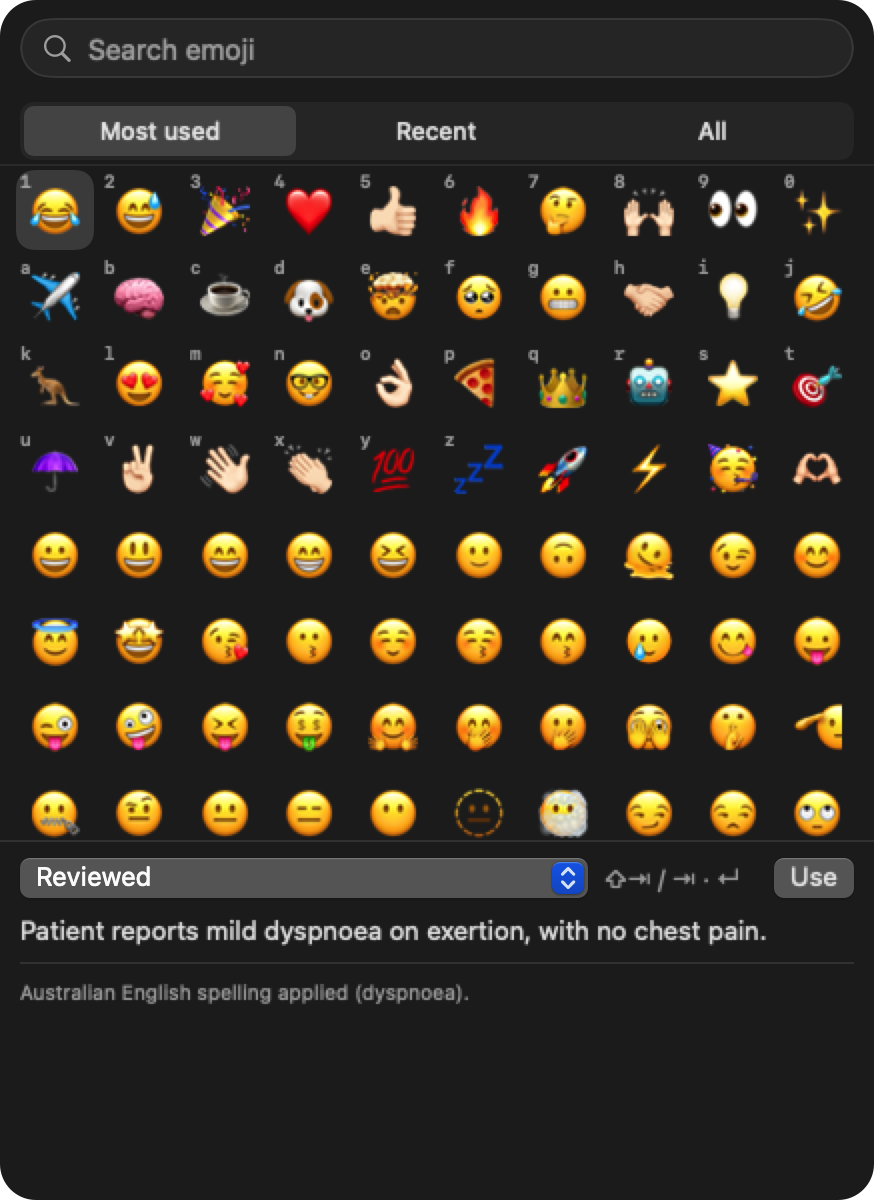 Search emoji
Most used Recent All
1 2 3 4 5 6 7 8 9 0
a b c d e f g h i j
k l m n o p q r s t
u v w x y z
Reviewed ⇧⇥ / ⇥ · ↵ Use
Patient reports mild dyspnoea on exertion, with no chest pain.
Australian English spelling applied (dyspnoea).